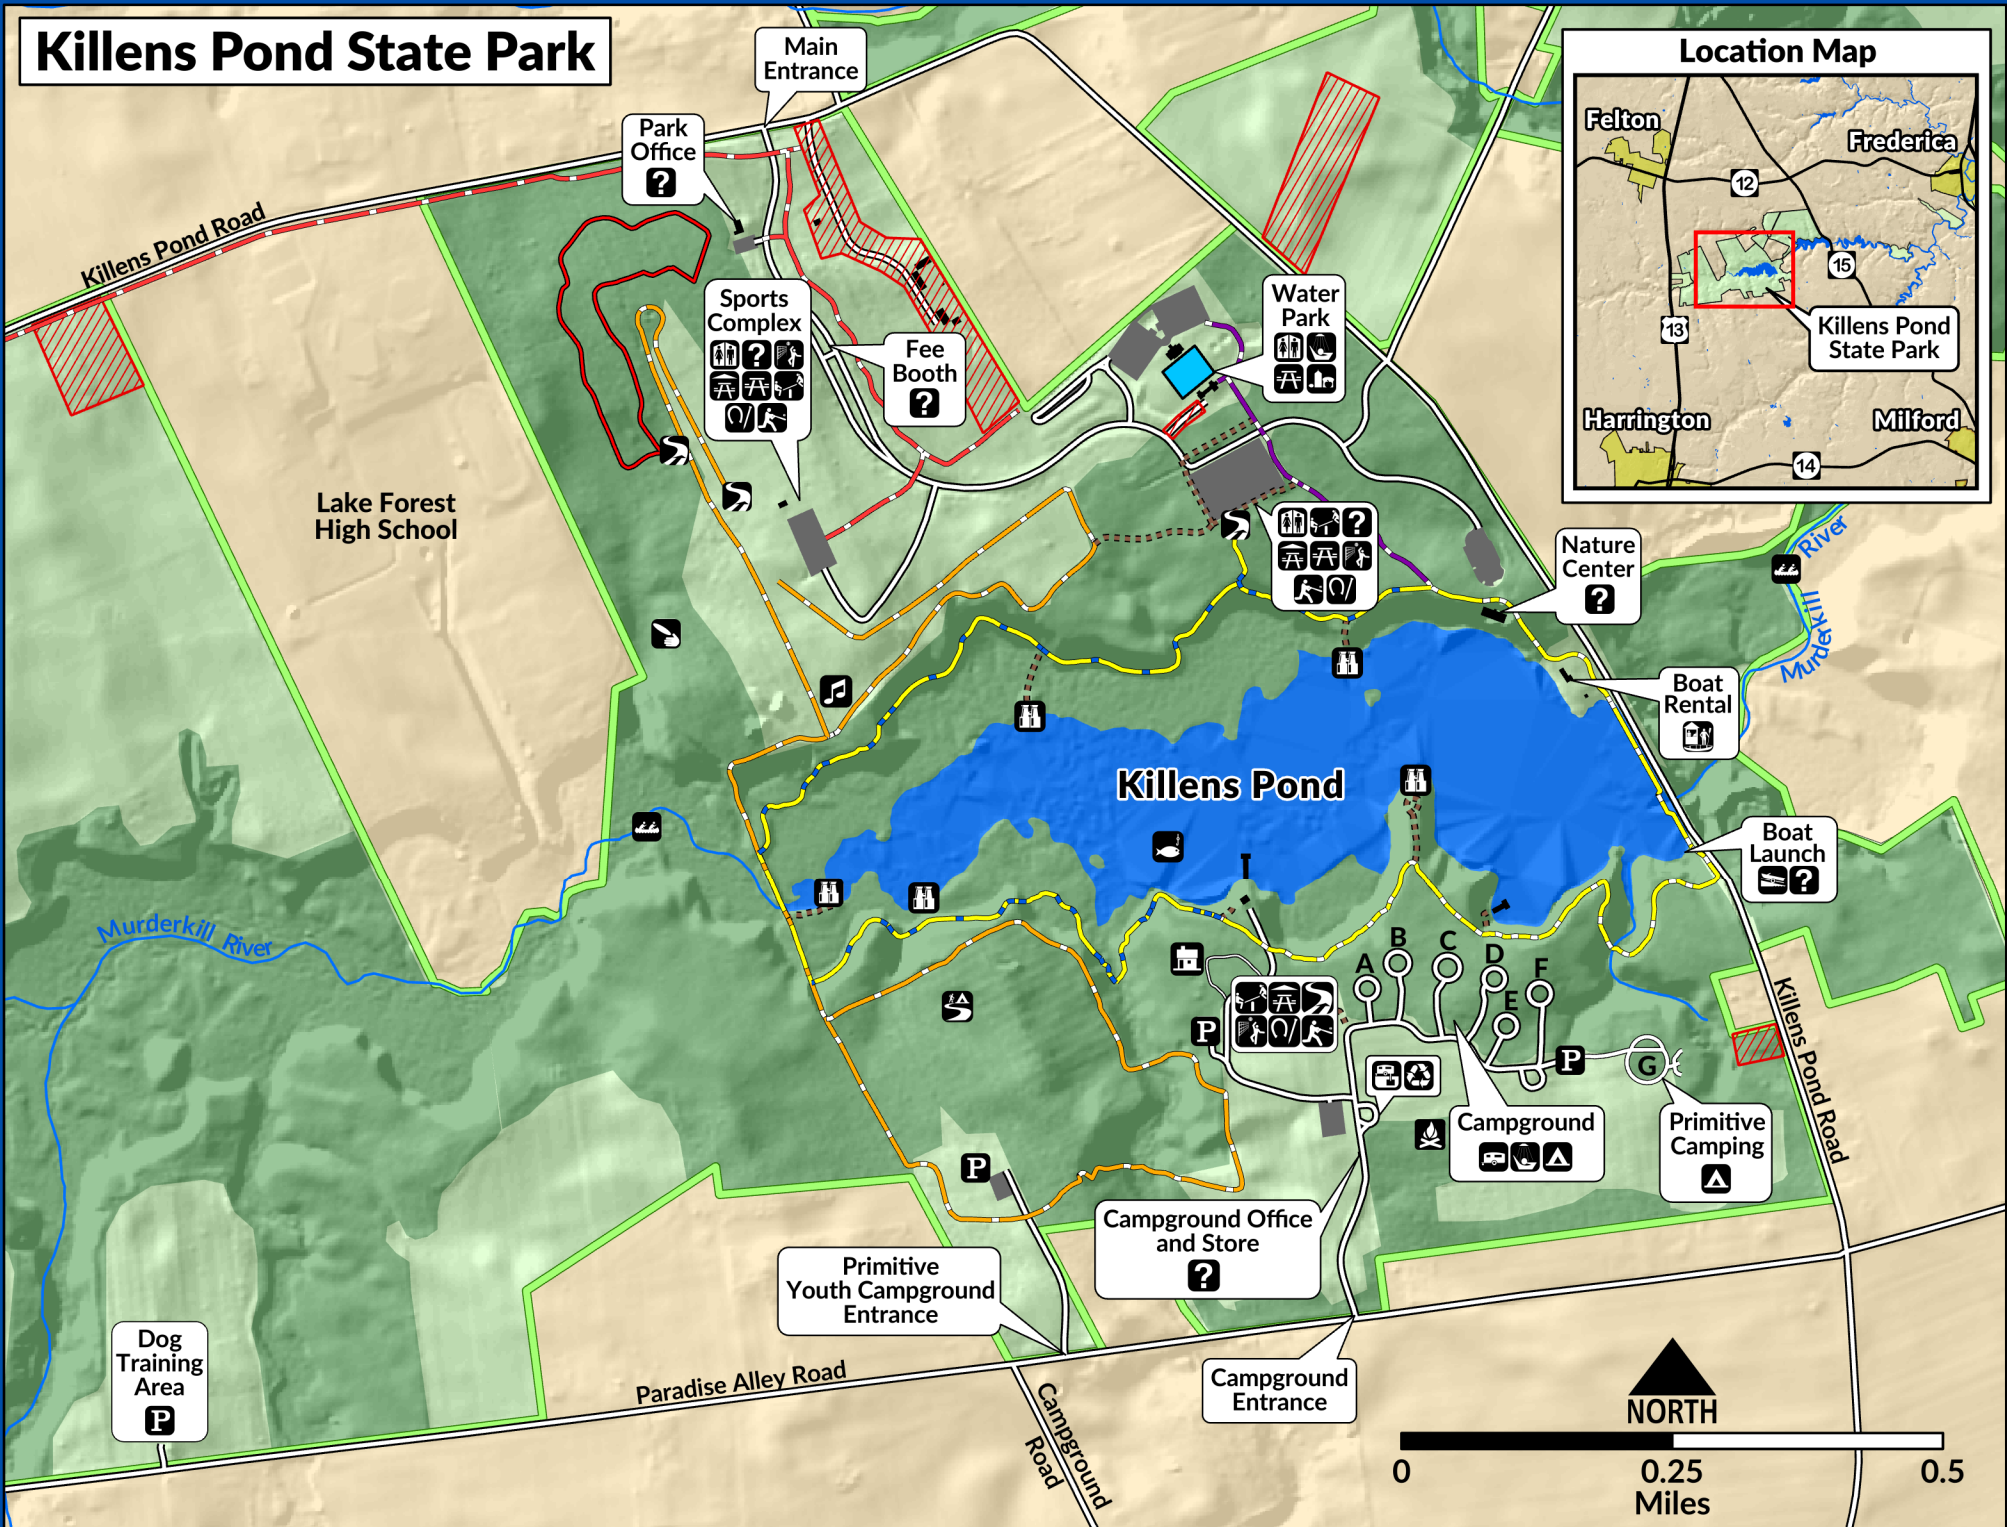 Killens Pond State Park
Main
Entrance
Park
Office
?
Killens Pond Road
Sports
Complex
?
Fee
Booth
?
Water
Park
Location Map
Felton
Frederica
12
15
13
Killens Pond
State Park
Harrington
Milford
14
Lake Forest
High School
?
Nature
Center
?
Murderkill River
Boat
Rental
Killens Pond
Boat
Launch
?
Murderkill River
A
B
C
D
E
F
G
P
P
Killens Pond Road
Campground
Primitive
Camping
P
Campground Office
and Store
?
Primitive
Youth Campground
Entrance
Campground
Entrance
Dog
Training
Area
P
Paradise Alley Road
Campground
Road
NORTH
0
0.25
0.5
Miles